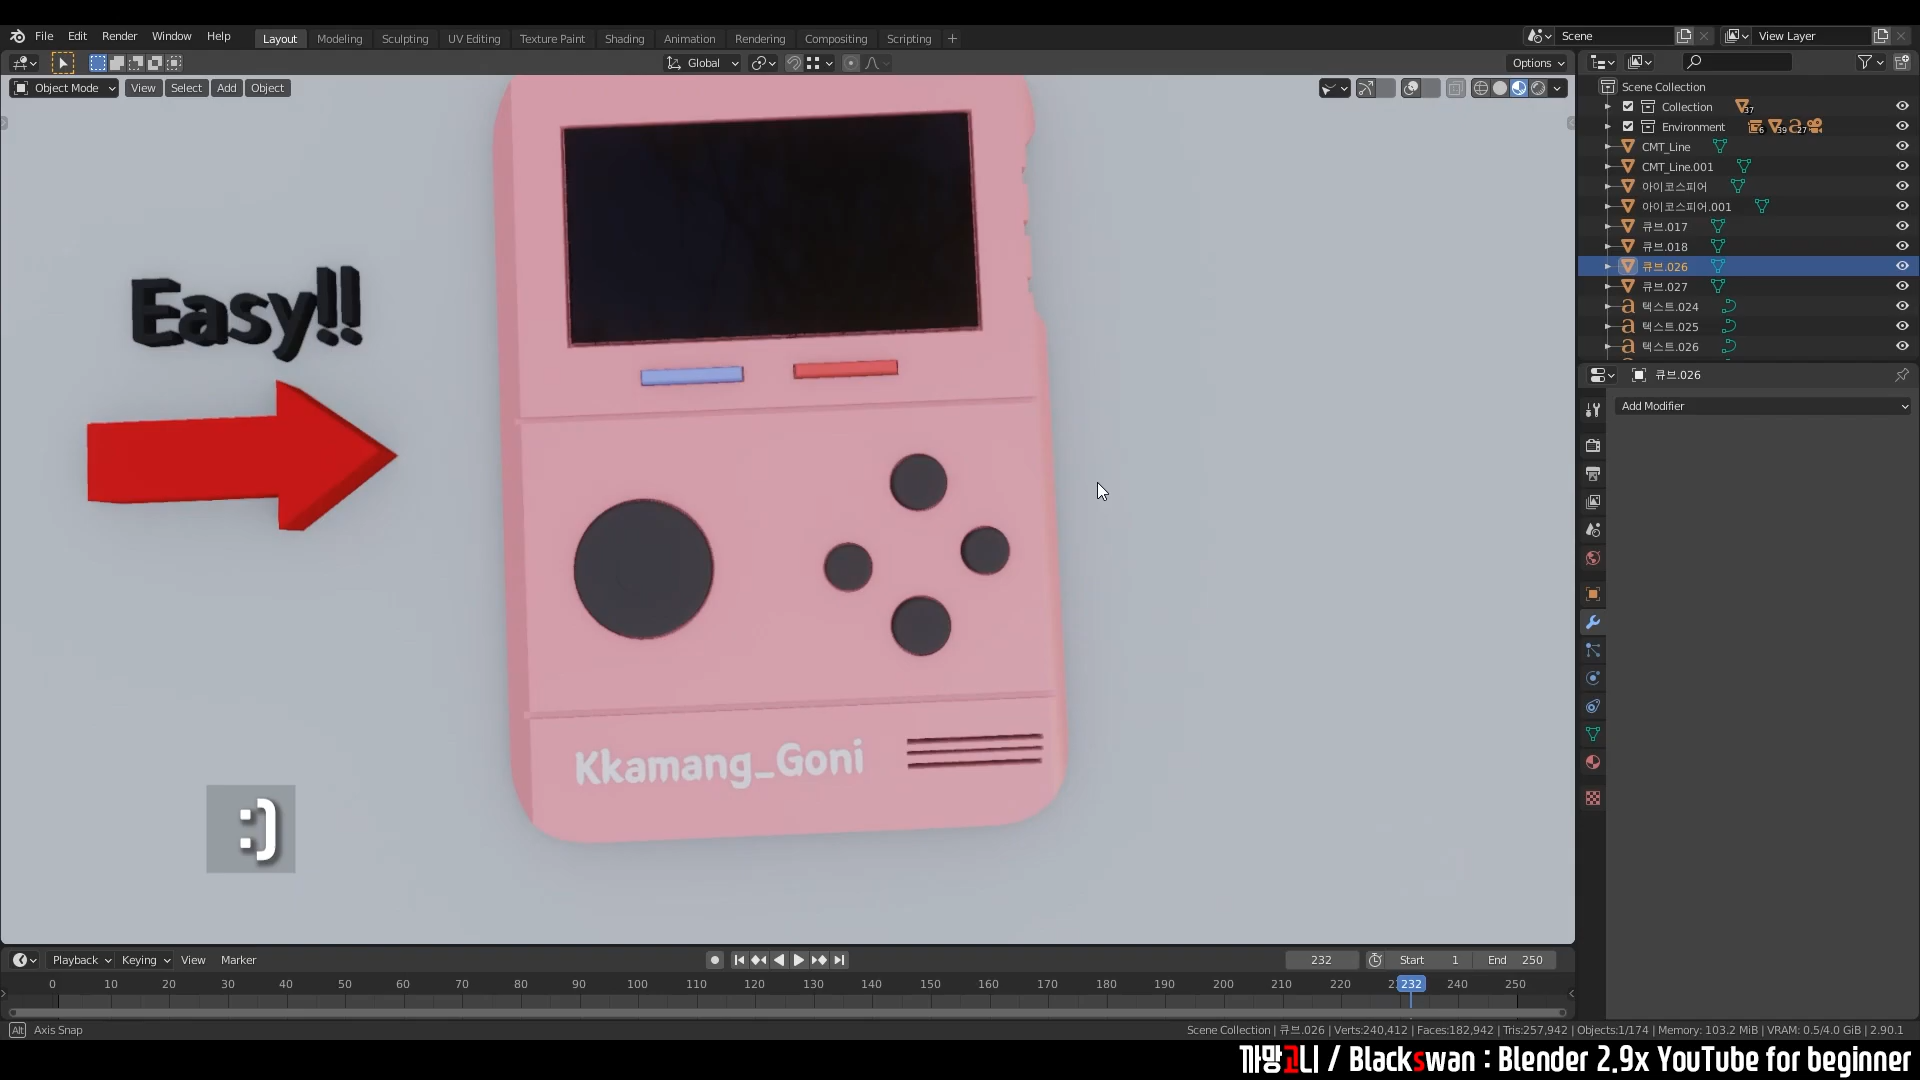 File Edit Render Window Help Layout Modeling Sculpting UV Editing Texture Paint Shading Animation Rendering Compositing Scripting + Scene View Layer
Global Options
Object Mode View Select Add Object
Scene Collection
Collection 37
Environment 6 39 27
CMT_Line
CMT_Line.001
아이코스피어
아이코스피어.001
큐브.017
큐브.018
큐브.026
큐브.027
텍스트.024
텍스트.025
텍스트.026
큐브.026
Add Modifier
Easy!!
Kkamang_Goni
:)
Playback Keying View Marker 232 Start 1 End 250
0 10 20 30 40 50 60 70 80 90 100 110 120 130 140 150 160 170 180 190 200 210 220 232 240 250
Alt Axis Snap
Scene Collection | 큐브.026 | Verts:240,412 | Faces:182,942 | Tris:257,942 | Objects:1/174 | Memory: 103.2 MiB | VRAM: 0.5/4.0 GiB | 2.90.1
까망고니 / Blackswan : Blender 2.9x YouTube for beginner